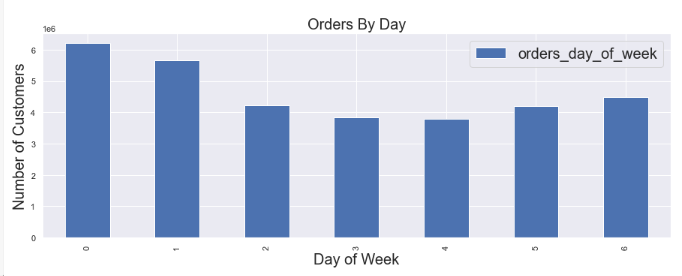 Orders By Day
1e6
orders_day_of_week
6
5
4
3
2
1
0
Number of Customers
0 1 2 3 4 5 6
Day of Week